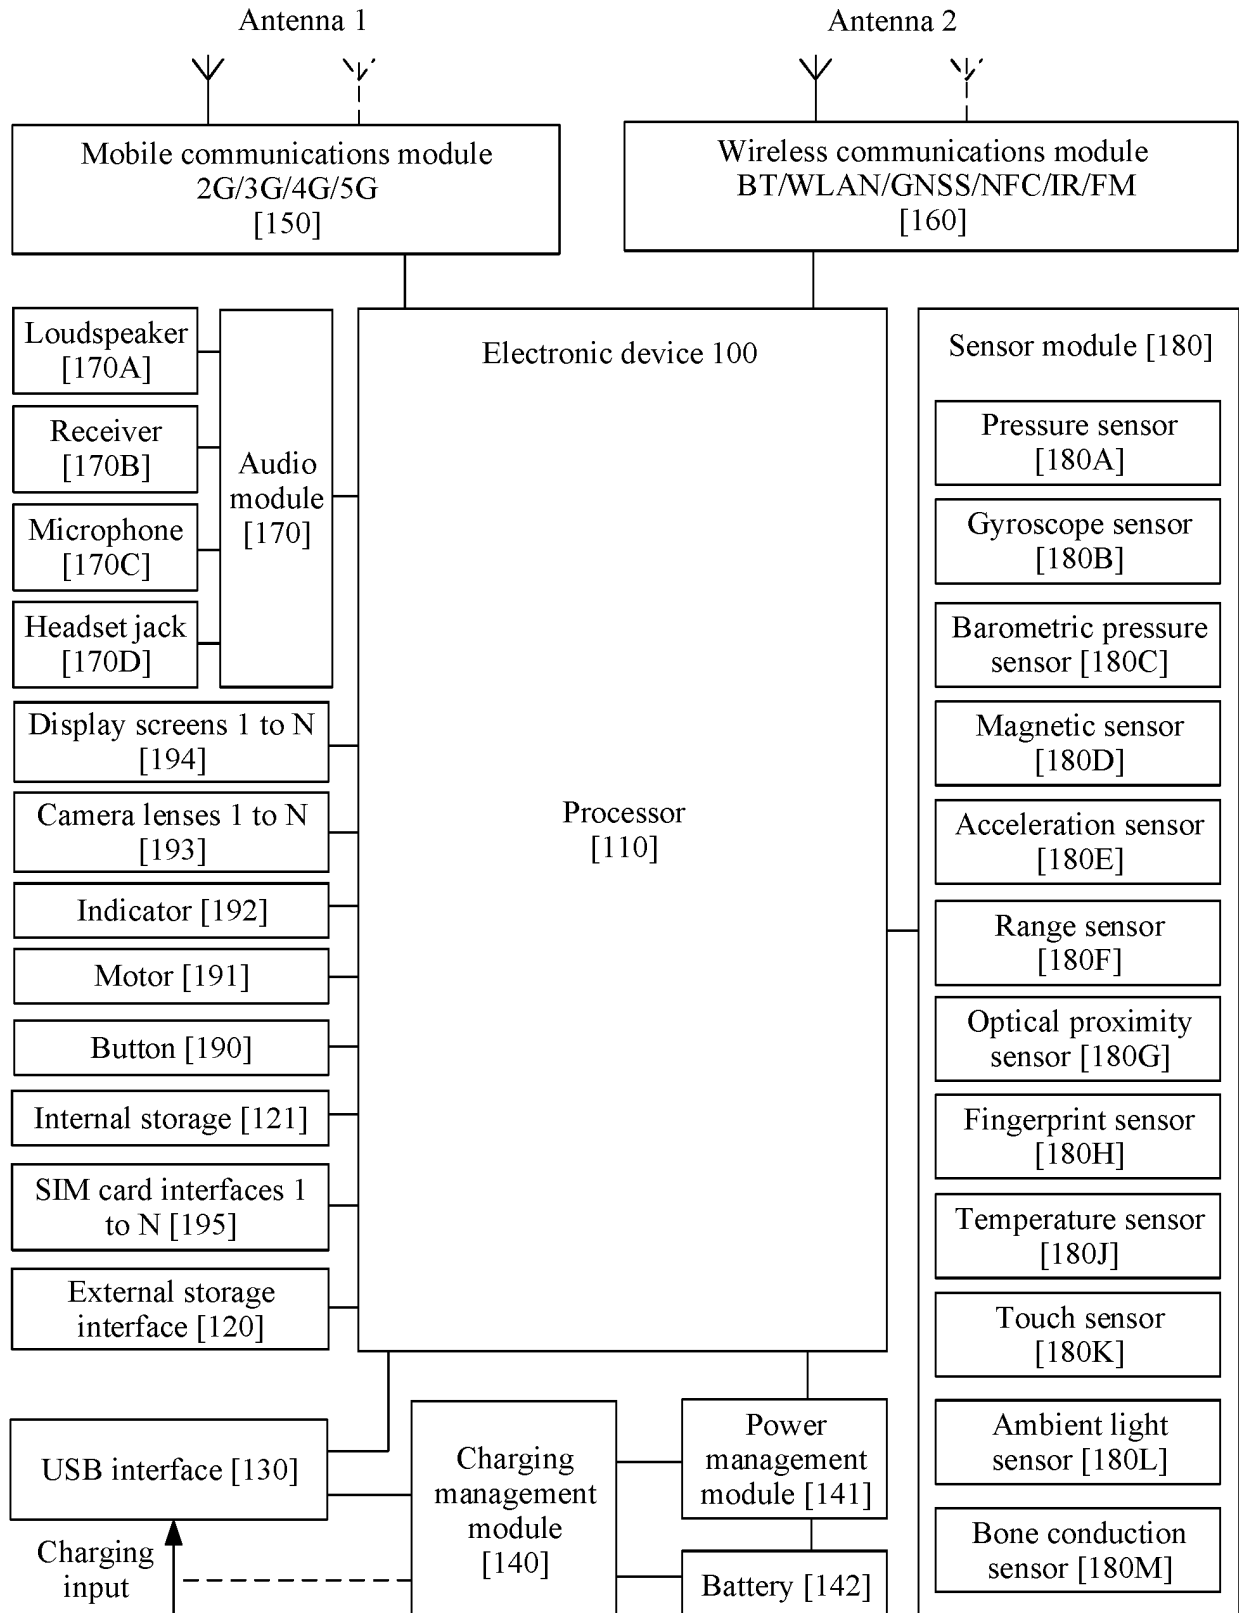 Antenna 1
Antenna 2
Mobile communications module
2G/3G/4G/5G
[150]
Wireless communications module
BT/WLAN/GNSS/NFC/IR/FM
[160]
Loudspeaker
[170A]
Receiver
[170B]
Microphone
[170C]
Headset jack
[170D]
Audio
module
[170]
Display screens 1 to N
[194]
Camera lenses 1 to N
[193]
Indicator [192]
Motor [191]
Button [190]
Internal storage [121]
SIM card interfaces 1
to N [195]
External storage
interface [120]
Electronic device 100
Processor
[110]
Sensor module [180]
Pressure sensor
[180A]
Gyroscope sensor
[180B]
Barometric pressure
sensor [180C]
Magnetic sensor
[180D]
Acceleration sensor
[180E]
Range sensor
[180F]
Optical proximity
sensor [180G]
Fingerprint sensor
[180H]
Temperature sensor
[180J]
Touch sensor
[180K]
Ambient light
sensor [180L]
Bone conduction
sensor [180M]
USB interface [130]
Charging
input
Charging
management
module
[140]
Power
management
module [141]
Battery [142]